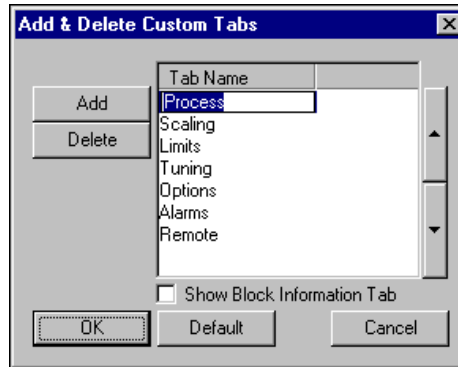 Add & Delete Custom Tabs
Tab Name
Add
Delete
Process
Scaling
Limits
Tuning
Options
Alarms
Remote
Show Block Information Tab
OK
Default
Cancel